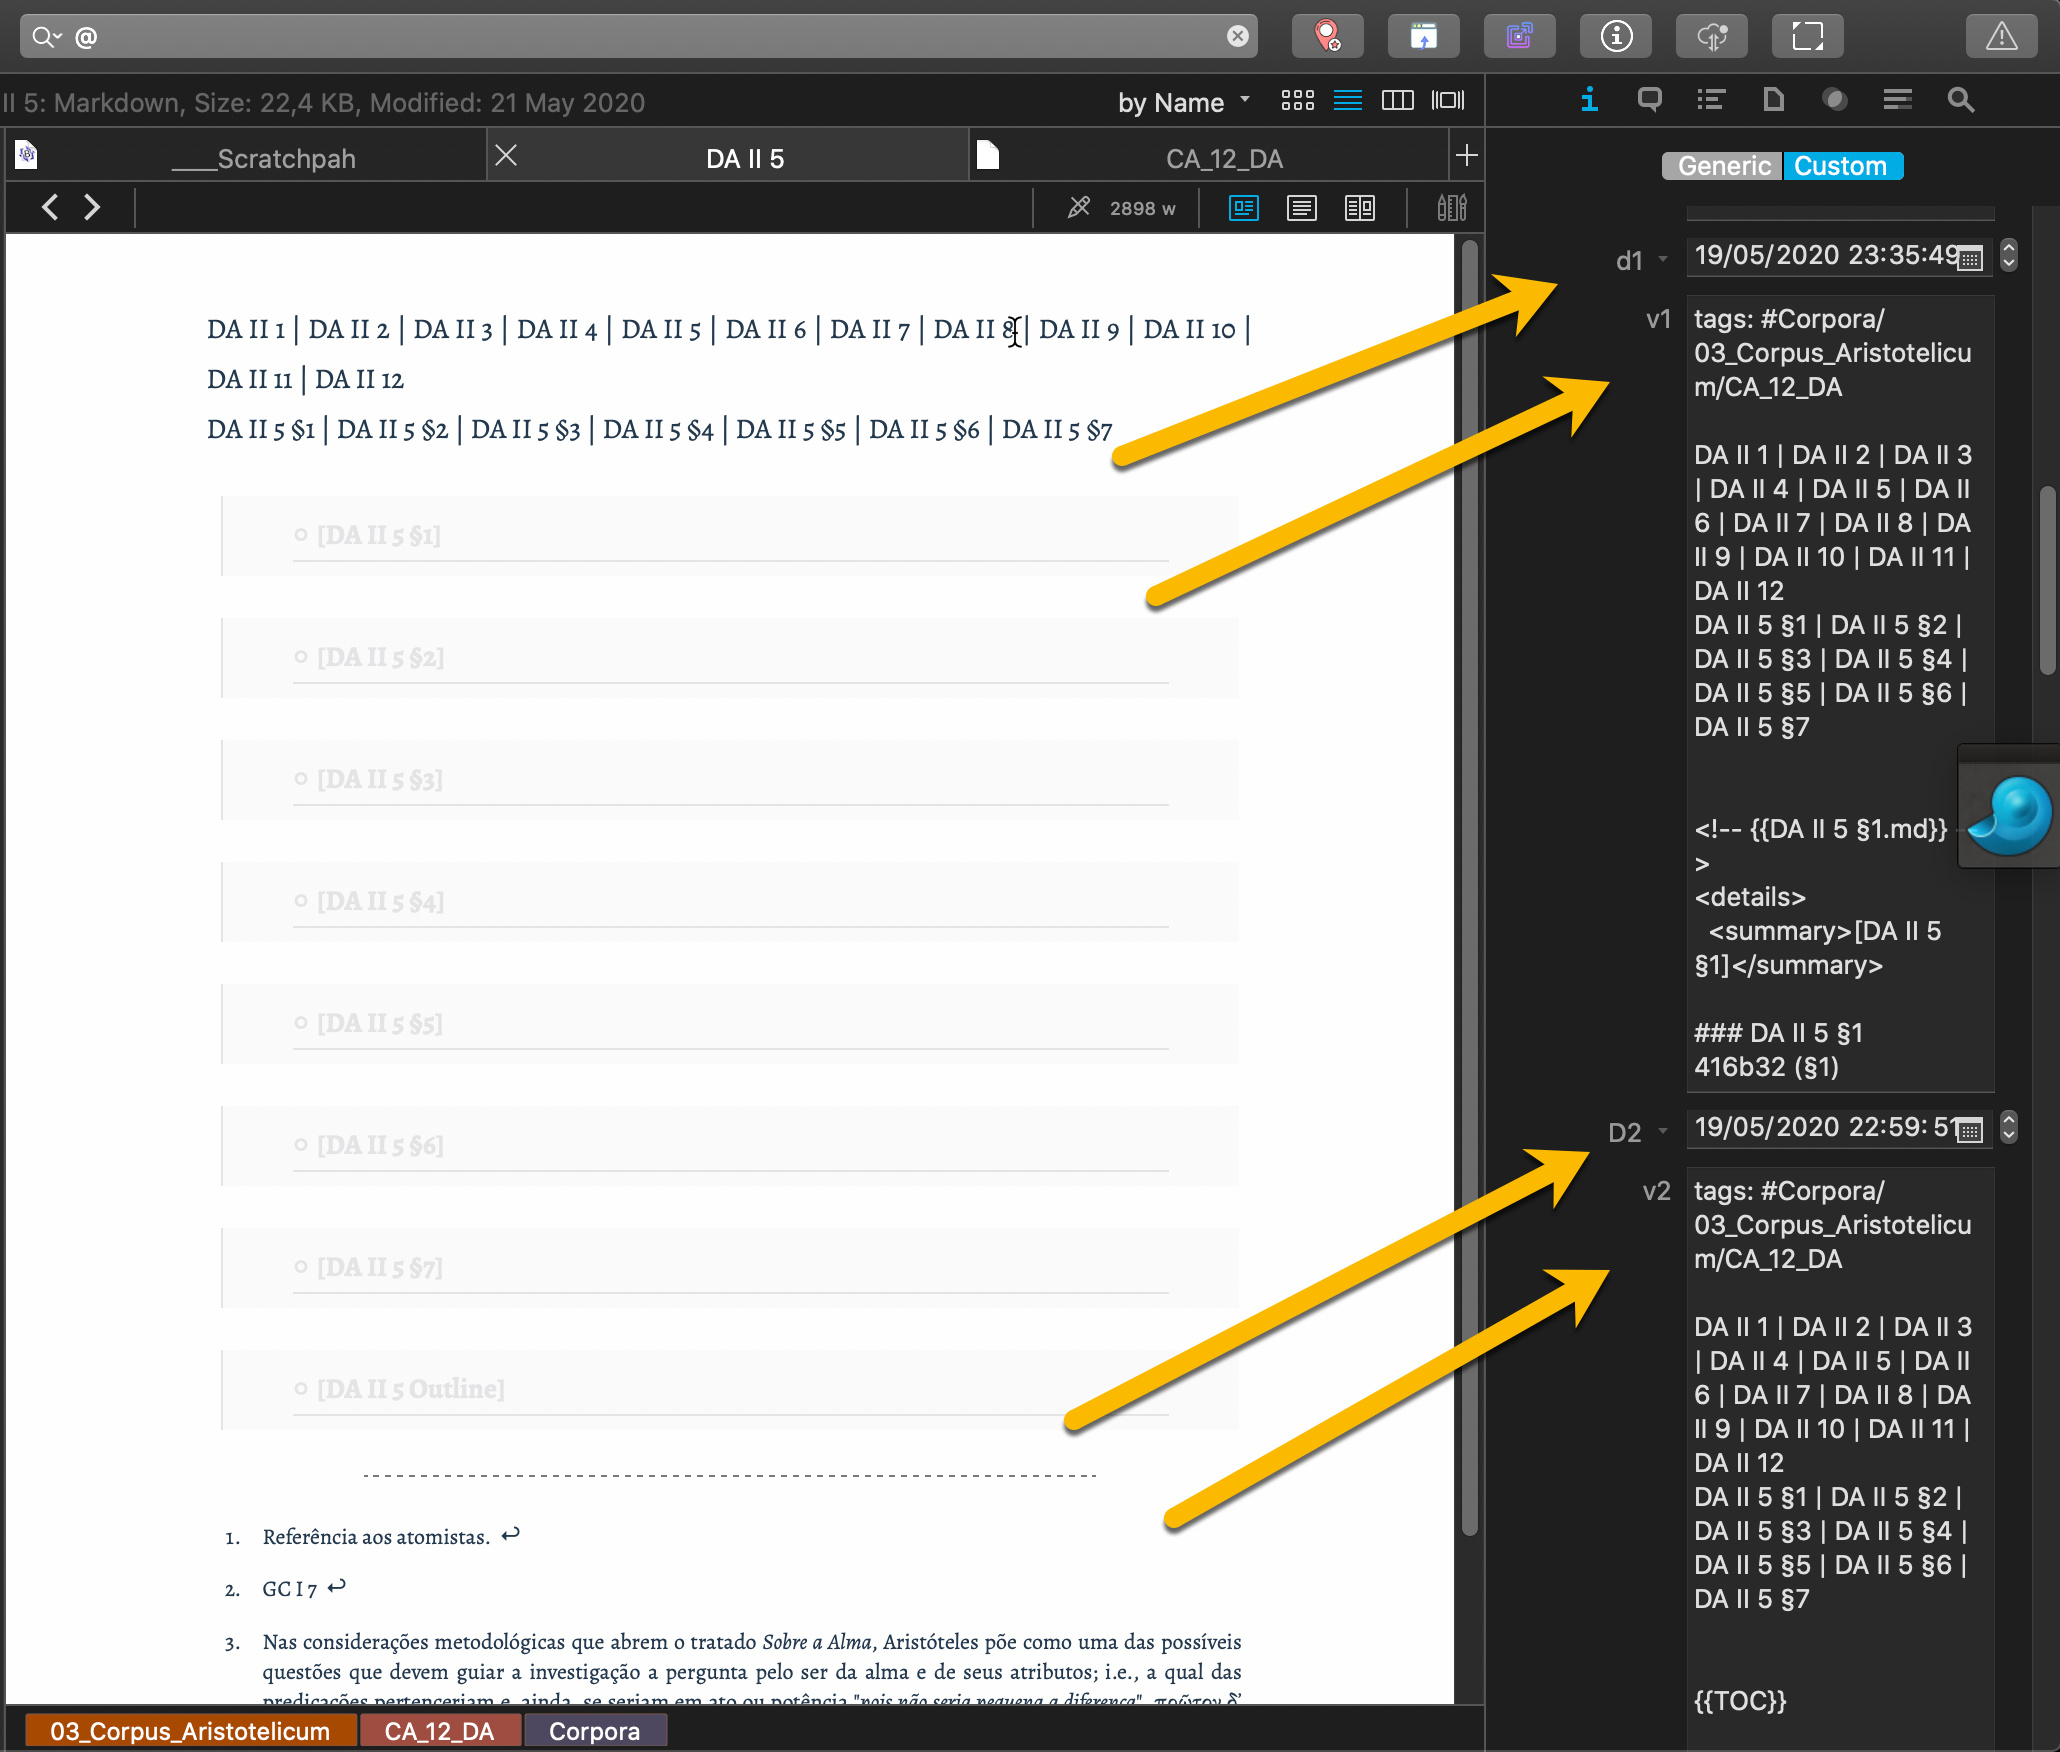 @
II 5: Markdown, Size: 22,4 KB, Modified: 21 May 2020
by Name
___Scratchpah
DA II 5
CA_12_DA
2898 w
DA II 1 | DA II 2 | DA II 3 | DA II 4 | DA II 5 | DA II 6 | DA II 7 | DA II 8 | DA II 9 | DA II 10 |
DA II 11 | DA II 12
DA II 5 §1 | DA II 5 §2 | DA II 5 §3 | DA II 5 §4 | DA II 5 §5 | DA II 5 §6 | DA II 5 §7
[DA II 5 §1]
[DA II 5 §2]
[DA II 5 §3]
[DA II 5 §4]
[DA II 5 §5]
[DA II 5 §6]
[DA II 5 §7]
[DA II 5 Outline]
1. Referência aos atomistas. ↩
2. GC I 7 ↩
3. Nas considerações metodológicas que abrem o tratado Sobre a Alma, Aristóteles põe como uma das possíveis
questões que devem guiar a investigação a pergunta pelo ser da alma e de seus atributos; i.e., a qual das
predicações pertenceriam e, ainda, se seriam em ato ou potência "pois não seria pequena a diferença", πρῶτον δ’
03_Corpus_Aristotelicum
CA_12_DA
Corpora
Generic
Custom
d1
19/05/2020 23:35:49
v1
tags: #Corpora/
03_Corpus_Aristotelicu
m/CA_12_DA
DA II 1 | DA II 2 | DA II 3
| DA II 4 | DA II 5 | DA II
6 | DA II 7 | DA II 8 | DA
II 9 | DA II 10 | DA II 11 |
DA II 12
DA II 5 §1 | DA II 5 §2 |
DA II 5 §3 | DA II 5 §4 |
DA II 5 §5 | DA II 5 §6 |
DA II 5 §7
<!-- {{DA II 5 §1.md}} -
>
<details>
<summary>[DA II 5
§1]</summary>
### DA II 5 §1
416b32 (§1)
D2
19/05/2020 22:59:51
v2
tags: #Corpora/
03_Corpus_Aristotelicu
m/CA_12_DA
DA II 1 | DA II 2 | DA II 3
| DA II 4 | DA II 5 | DA II
6 | DA II 7 | DA II 8 | DA
II 9 | DA II 10 | DA II 11 |
DA II 12
DA II 5 §1 | DA II 5 §2 |
DA II 5 §3 | DA II 5 §4 |
DA II 5 §5 | DA II 5 §6 |
DA II 5 §7
{{TOC}}